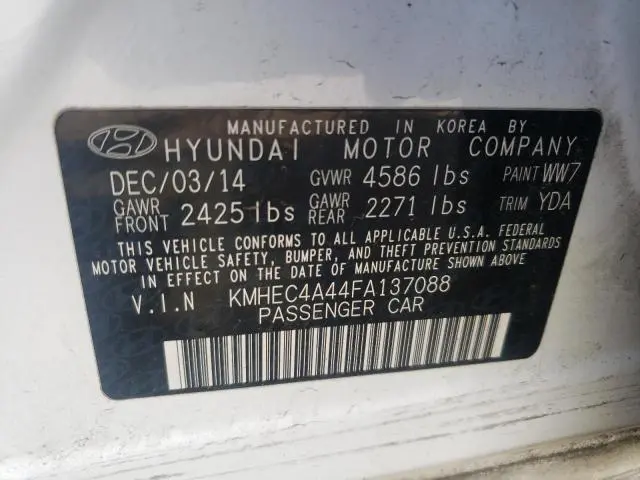 MANUFACTURED IN KOREA BY
HYUNDAI MOTOR COMPANY
DEC/03/14 GVWR 4586 lbs PAINT WW7
GAWR FRONT 2425 lbs GAWR REAR 2271 lbs TRIM YDA
THIS VEHICLE CONFORMS TO ALL APPLICABLE U.S.A. FEDERAL
MOTOR VEHICLE SAFETY, BUMPER, AND THEFT PREVENTION STANDARDS
IN EFFECT ON THE DATE OF MANUFACTURE SHOWN ABOVE
V.I.N KMHEC4A44FA137088
PASSENGER CAR